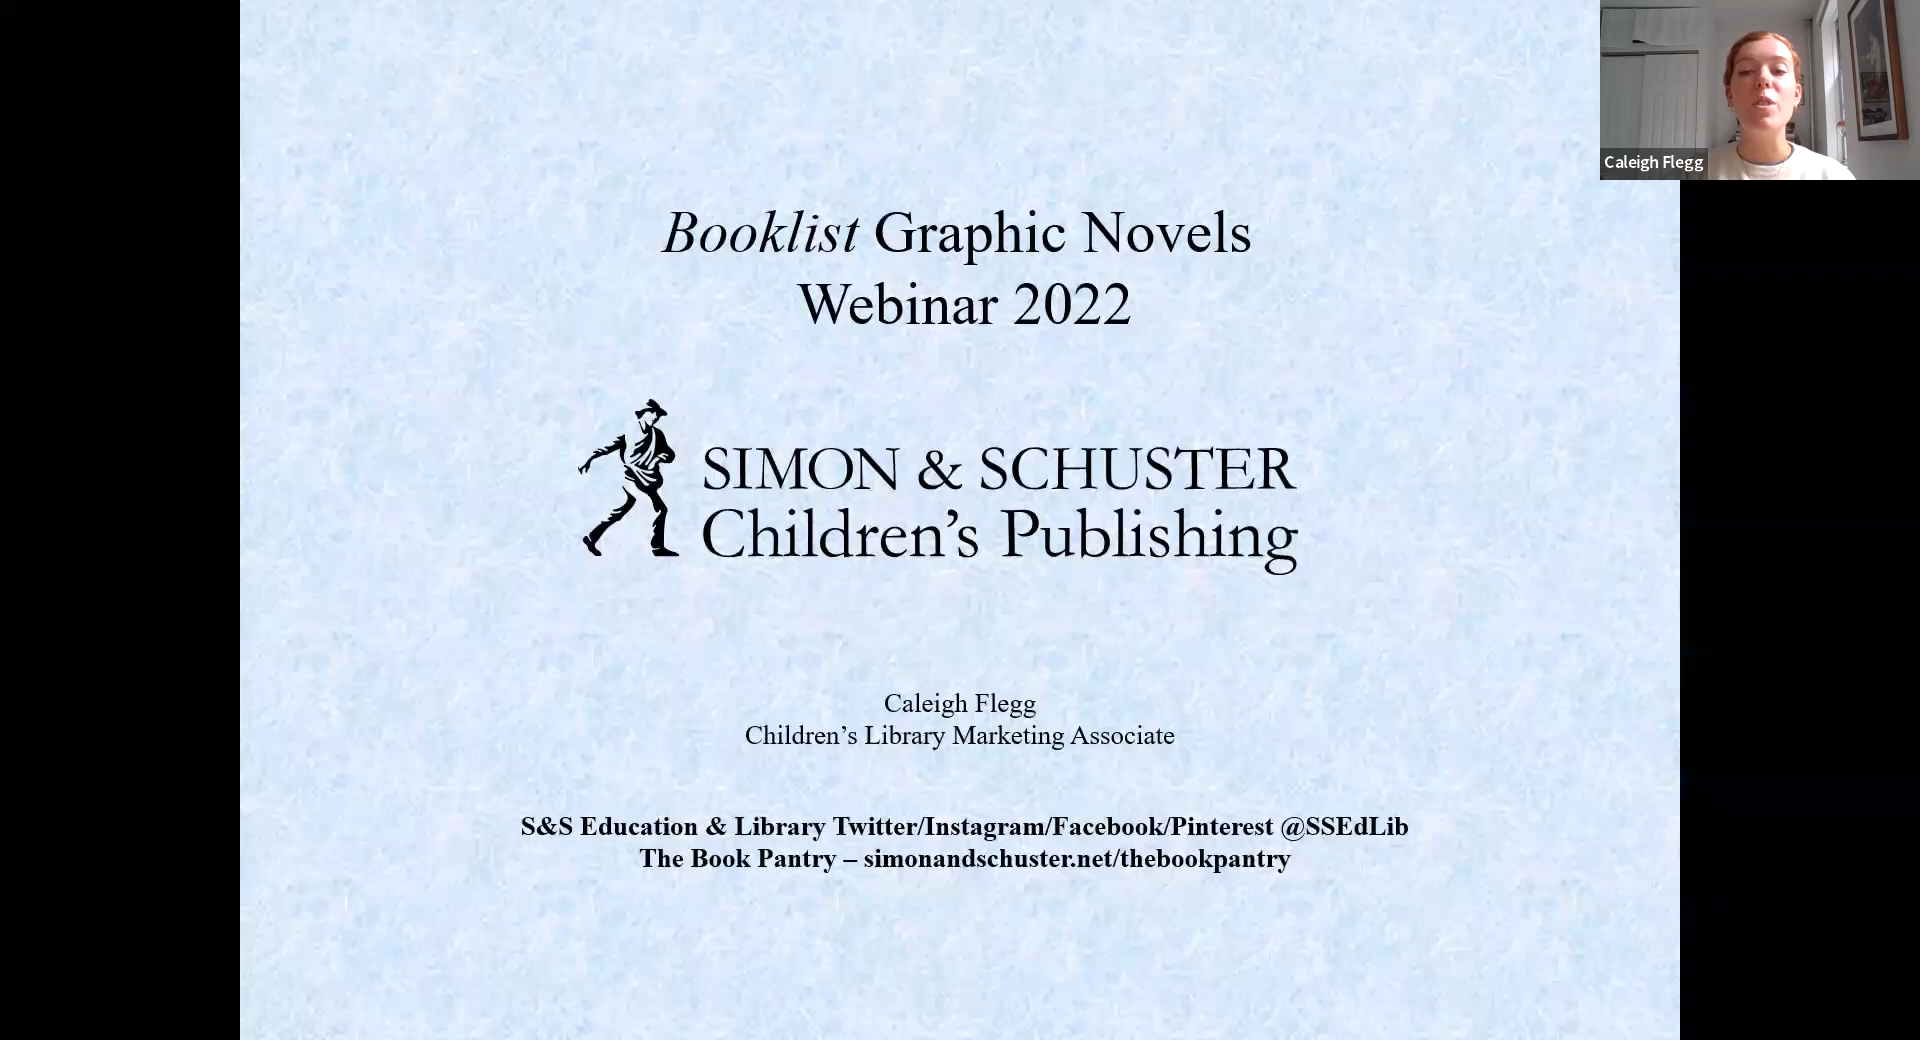 Booklist Graphic Novels
Webinar 2022
SIMON & SCHUSTER
Children's Publishing
Caleigh Flegg
Children's Library Marketing Associate
S&S Education & Library Twitter/Instagram/Facebook/Pinterest @SSEdLib
The Book Pantry – simonandschuster.net/thebookpantry
Caleigh Flegg